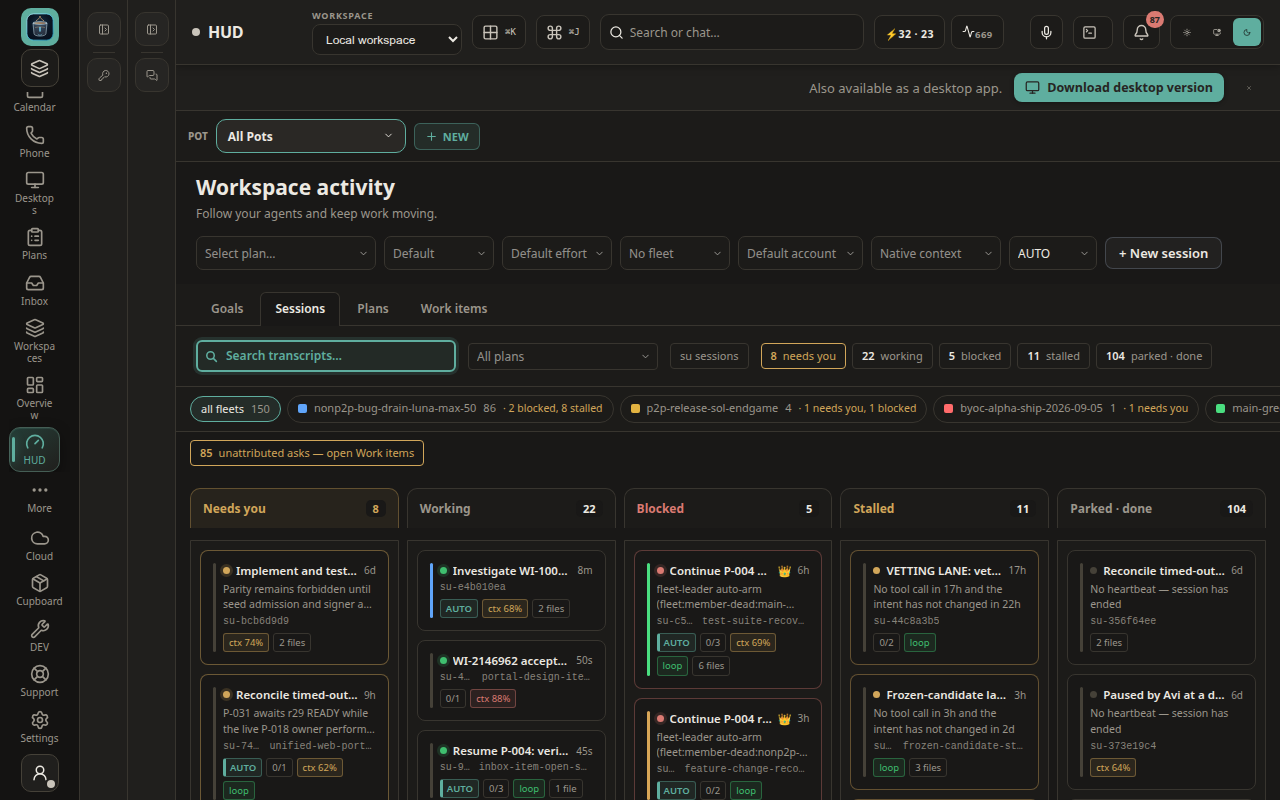 HUD
WORKSPACE
Local workspace
⌘K
⌘J
Search or chat...
⚡32 · 23
669
87
Calendar
Phone
Desktop
s
Plans
Inbox
Workspa
ces
Overvie
w
HUD
More
Cloud
Cupboard
DEV
Support
Settings
Also available as a desktop app.
Download desktop version
×
POT
All Pots
+ NEW
Workspace activity
Follow your agents and keep work moving.
Select plan...
Default
Default effort
No fleet
Default account
Native context
AUTO
+ New session
Goals
Sessions
Plans
Work items
Search transcripts...
All plans
su sessions
8 needs you
22 working
5 blocked
11 stalled
104 parked · done
all fleets 150
nonp2p-bug-drain-luna-max-50 86 · 2 blocked, 8 stalled
p2p-release-sol-endgame 4 · 1 needs you, 1 blocked
byoc-alpha-ship-2026-09-05 1 · 1 needs you
main-gre
85 unattributed asks — open Work items
Needs you 8
Implement and test... 6d
Parity remains forbidden until
seed admission and signer a...
su-bcb6d9d9
ctx 74% 2 files
Reconcile timed-out... 9h
P-031 awaits r29 READY while
the live P-018 owner perform...
su-74… unified-web-port…
AUTO 0/1 ctx 62%
loop
Working 22
Investigate WI-100... 8m
su-e4b010ea
AUTO ctx 68% 2 files
WI-2146962 accept... 50s
su-4… portal-design-ite…
0/1 ctx 88%
Resume P-004: veri... 45s
su-9… inbox-item-open-s…
AUTO 0/3 loop 1 file
Blocked 5
Continue P-004 ... 👑 6h
fleet-leader auto-arm
(fleet:member-dead:main-...
su-c5… test-suite-recov…
AUTO 0/3 ctx 69%
loop 6 files
Continue P-004 r... 👑 3h
fleet-leader auto-arm
(fleet:member-dead:nonp2p-...
su… feature-change-reco…
AUTO 0/2 loop
Stalled 11
VETTING LANE: vet... 17h
No tool call in 17h and the
intent has not changed in 22h
su-44c8a3b5
0/2 loop
Frozen-candidate la... 3h
No tool call in 3h and the
intent has not changed in 2d
su… frozen-candidate-st…
loop 3 files
Parked · done 104
Reconcile timed-out... 6d
No heartbeat — session has
ended
su-356f64ee
2 files
Paused by Avi at a d... 6d
No heartbeat — session has
ended
su-373e19c4
ctx 64%